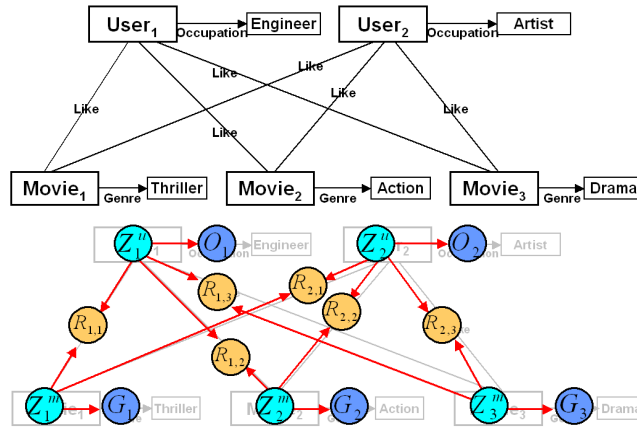 User₁ Occupation Engineer
User₂ Occupation Artist
Like Like Like
Like Like Like
Movie₁ Genre Thriller
Movie₂ Genre Action
Movie₃ Genre Drama
Z₁ᵘ O₁ Engineer
Z₂ᵘ O₂ Artist
R₁,₃ R₂,₁
R₁,₁ R₂,₂ R₂,₃
R₁,₂
Z₁ᵐ G₁ Thriller
Z₂ᵐ G₂ Action
Z₃ᵐ G₃ Drama